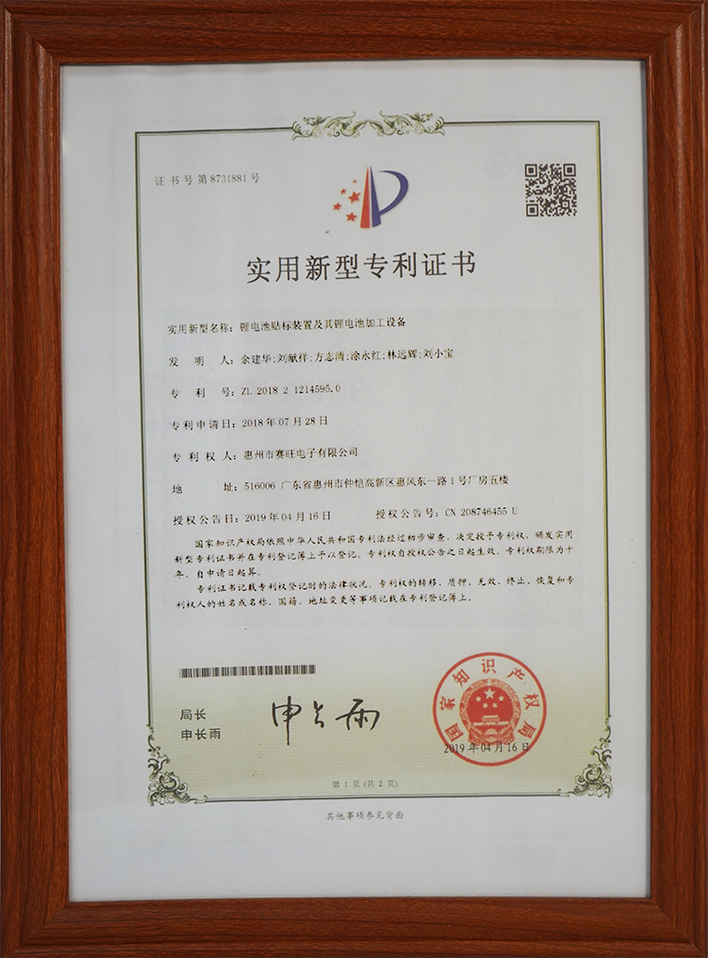 证书号第8731881号
实用新型专利证书
实用新型名称：锂电池贴标装置及其锂电池加工设备
发明人：余建华;刘献样;方志清;涂永红;林远辉;刘小宝
专利号：ZL 2018 2 1214595.0
专利申请日：2018年07月28日
专利权人：惠州市赛旺电子有限公司
地址：516006 广东省惠州市仲恺高新区惠风东一路1号厂房五楼
授权公告日：2019年04月16日 授权公告号：CN 208746455 U
国家知识产权局依照中华人民共和国专利法经过初步审查，决定授予专利权，颁发实用
新型专利证书并在专利登记簿上予以登记。专利权自授权公告之日起生效。专利权期限为十
年，自申请日起算。
专利证书记载专利权登记时的法律状况。专利权的转移、质押、无效、终止、恢复和专
利权人的姓名或名称、国籍、地址变更等事项记载在专利登记簿上。
局长
申长雨
申长雨
国家知识产权局
2019年04月16日
第1页(共2页)
其他事项参见背面